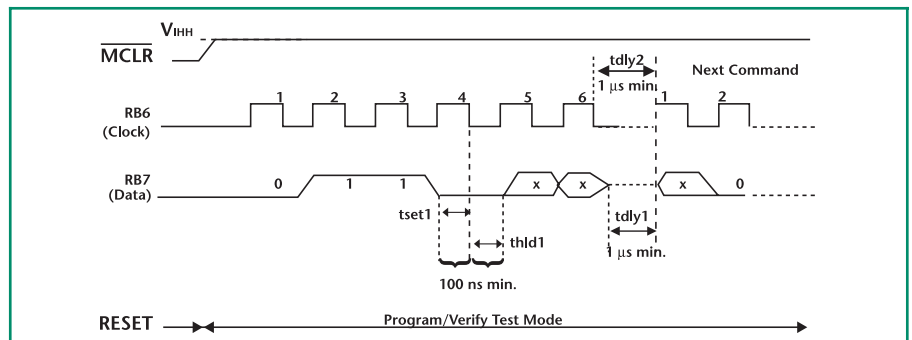 VIHH
MCLR
tdly2
Next Command
1 2 3 4 5 6 1 µs min. 1 2
RB6
(Clock)
RB7
(Data)
0 1 1 x x x 0
tset1
tdly1
thld1
1 µs min.
100 ns min.
RESET Program/Verify Test Mode